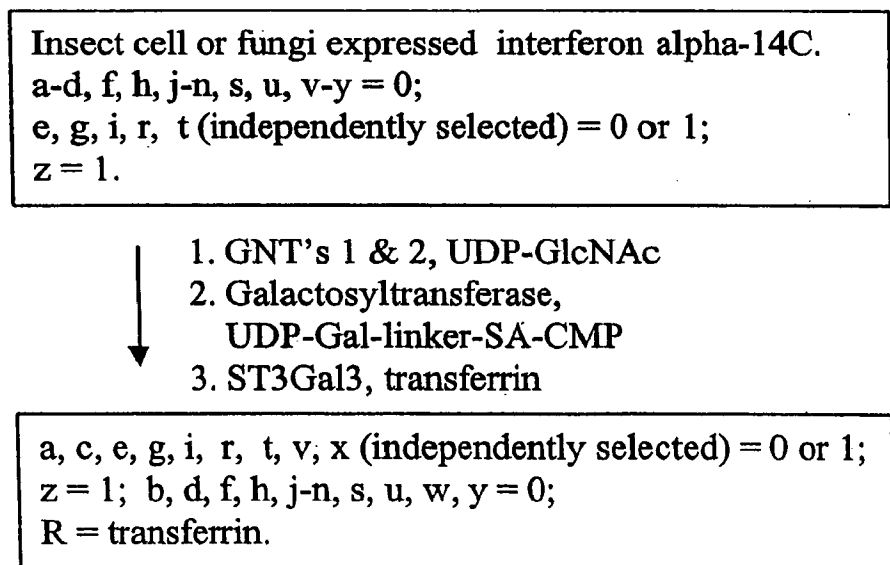 Insect cell or fungi expressed interferon alpha-14C.
a-d, f, h, j-n, s, u, v-y = 0;
e, g, i, r, t (independently selected) = 0 or 1;
z = 1.
1. GNT's 1 & 2, UDP-GlcNAc
2. Galactosyltransferase,
UDP-Gal-linker-SA-CMP
3. ST3Gal3, transferrin
a, c, e, g, i, r, t, v, x (independently selected) = 0 or 1;
z = 1; b, d, f, h, j-n, s, u, w, y = 0;
R = transferrin.